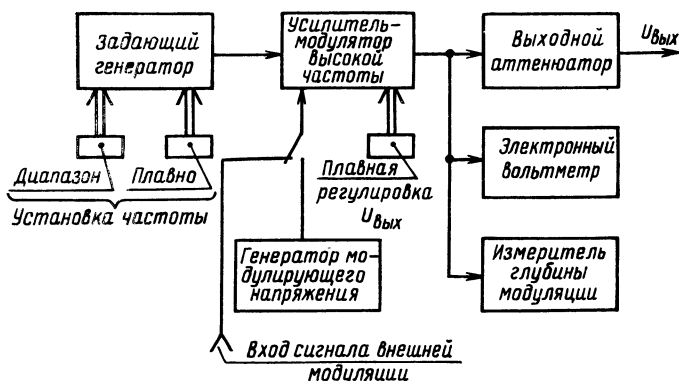 Задающий
генератор
Усилитель-
модулятор
высокой
частоты
Выходной
аттенюатор
Uвых
Диапазон
Плавно
Установка частоты
Плавная
регулировка
Uвых
Электронный
вольтметр
Генератор мо-
дулирующего
напряжения
Измеритель
глубины
модуляции
Вход сигнала внешней
модуляции